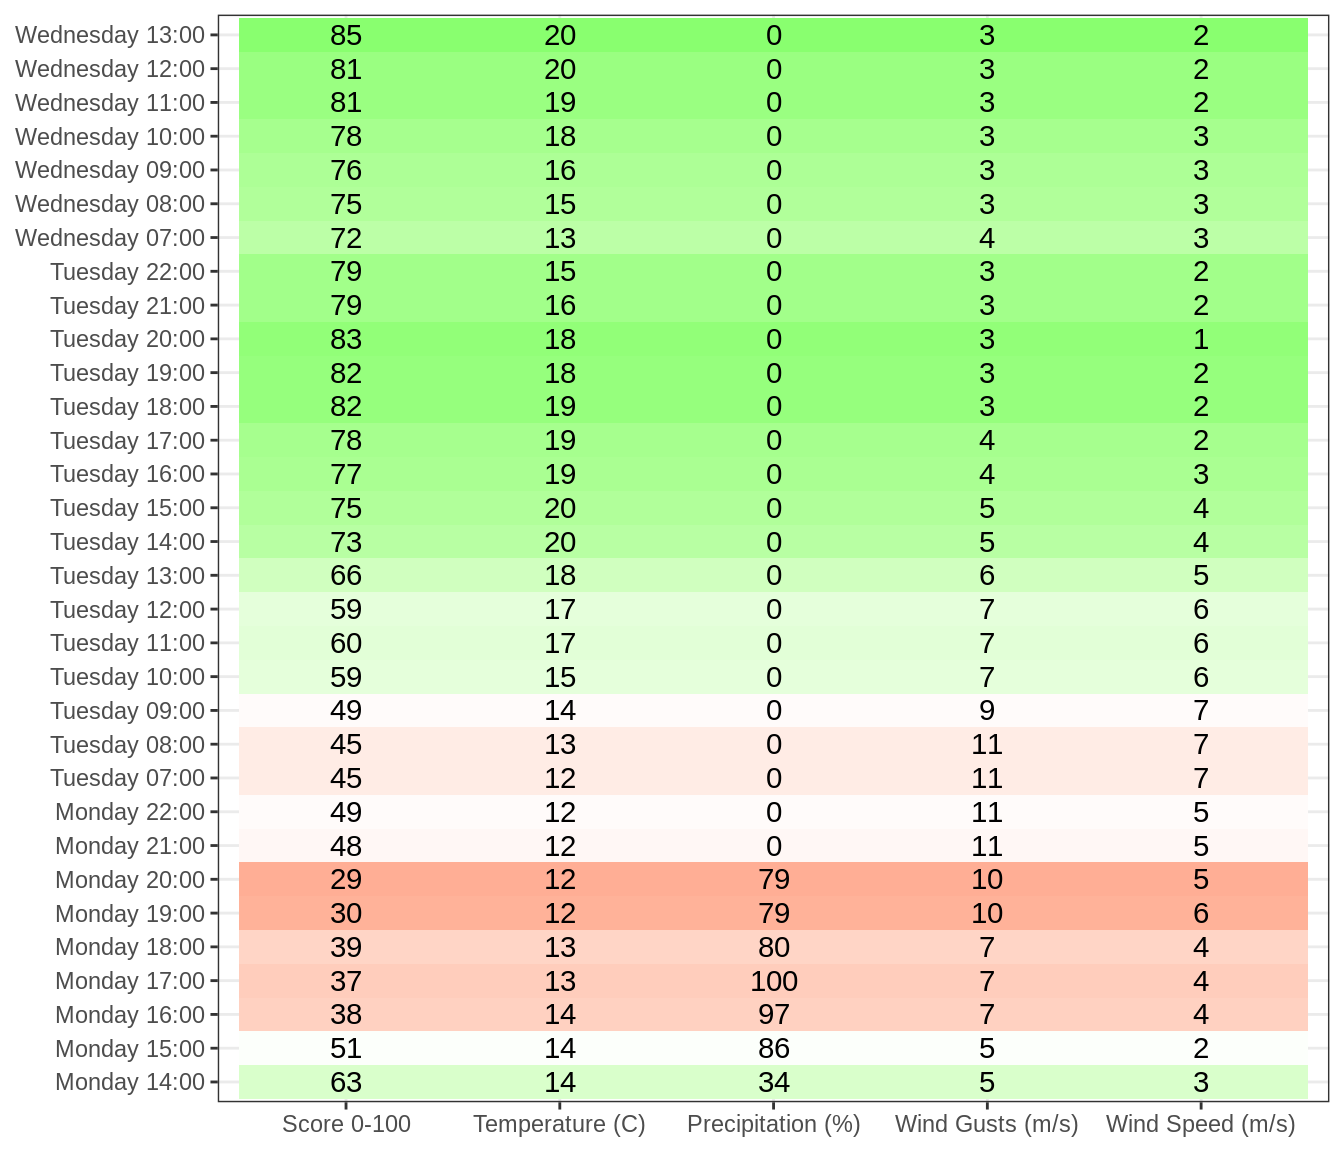 Wednesday 13:00 85 20 0 3 2
Wednesday 12:00 81 20 0 3 2
Wednesday 11:00 81 19 0 3 2
Wednesday 10:00 78 18 0 3 3
Wednesday 09:00 76 16 0 3 3
Wednesday 08:00 75 15 0 3 3
Wednesday 07:00 72 13 0 4 3
Tuesday 22:00 79 15 0 3 2
Tuesday 21:00 79 16 0 3 2
Tuesday 20:00 83 18 0 3 1
Tuesday 19:00 82 18 0 3 2
Tuesday 18:00 82 19 0 3 2
Tuesday 17:00 78 19 0 4 2
Tuesday 16:00 77 19 0 4 3
Tuesday 15:00 75 20 0 5 4
Tuesday 14:00 73 20 0 5 4
Tuesday 13:00 66 18 0 6 5
Tuesday 12:00 59 17 0 7 6
Tuesday 11:00 60 17 0 7 6
Tuesday 10:00 59 15 0 7 6
Tuesday 09:00 49 14 0 9 7
Tuesday 08:00 45 13 0 11 7
Tuesday 07:00 45 12 0 11 7
Monday 22:00 49 12 0 11 5
Monday 21:00 48 12 0 11 5
Monday 20:00 29 12 79 10 5
Monday 19:00 30 12 79 10 6
Monday 18:00 39 13 80 7 4
Monday 17:00 37 13 100 7 4
Monday 16:00 38 14 97 7 4
Monday 15:00 51 14 86 5 2
Monday 14:00 63 14 34 5 3
Score 0-100 Temperature (C) Precipitation (%) Wind Gusts (m/s) Wind Speed (m/s)